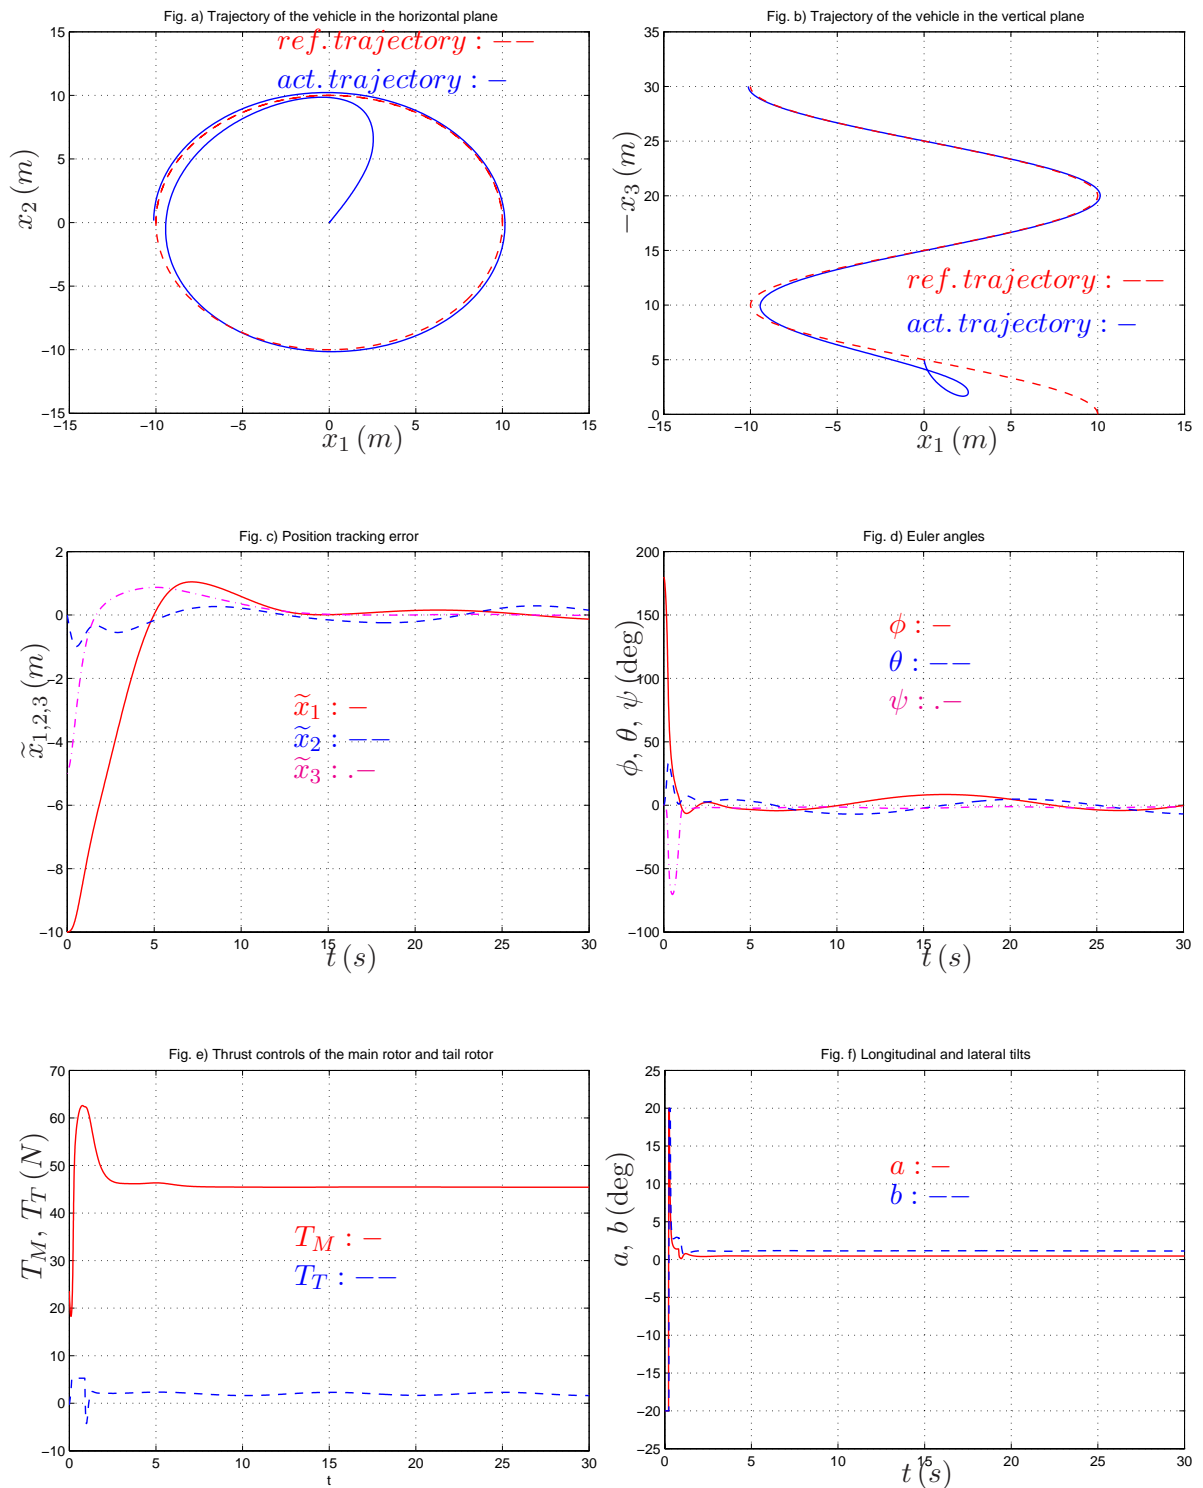 Fig. a) Trajectory of the vehicle in the horizontal plane
15
10
5
0
−5
−10
−15
−15 −10 −5 0 5 10 15
x₂ (m)
x₁ (m)
ref. trajectory : −−
act. trajectory : −
Fig. b) Trajectory of the vehicle in the vertical plane
35
30
25
20
15
10
5
0
−15 −10 −5 0 5 10 15
−x₃ (m)
x₁ (m)
ref. trajectory : −−
act. trajectory : −
Fig. c) Position tracking error
2
0
−2
−4
−6
−8
−10
0 5 10 15 20 25 30
x̃₁,₂,₃ (m)
t (s)
x̃₁ : −
x̃₂ : −−
x̃₃ : .−
Fig. d) Euler angles
200
150
100
50
0
−50
−100
0 5 10 15 20 25 30
ϕ, θ, ψ (deg)
t (s)
ϕ : −
θ : −−
ψ : .−
Fig. e) Thrust controls of the main rotor and tail rotor
70
60
50
40
30
20
10
0
−10
0 5 10 15 20 25 30
T_M, T_T (N)
t
T_M : −
T_T : −−
Fig. f) Longitudinal and lateral tilts
25
20
15
10
5
0
−5
−10
−15
−20
−25
0 5 10 15 20 25 30
a, b (deg)
t (s)
a : −
b : −−